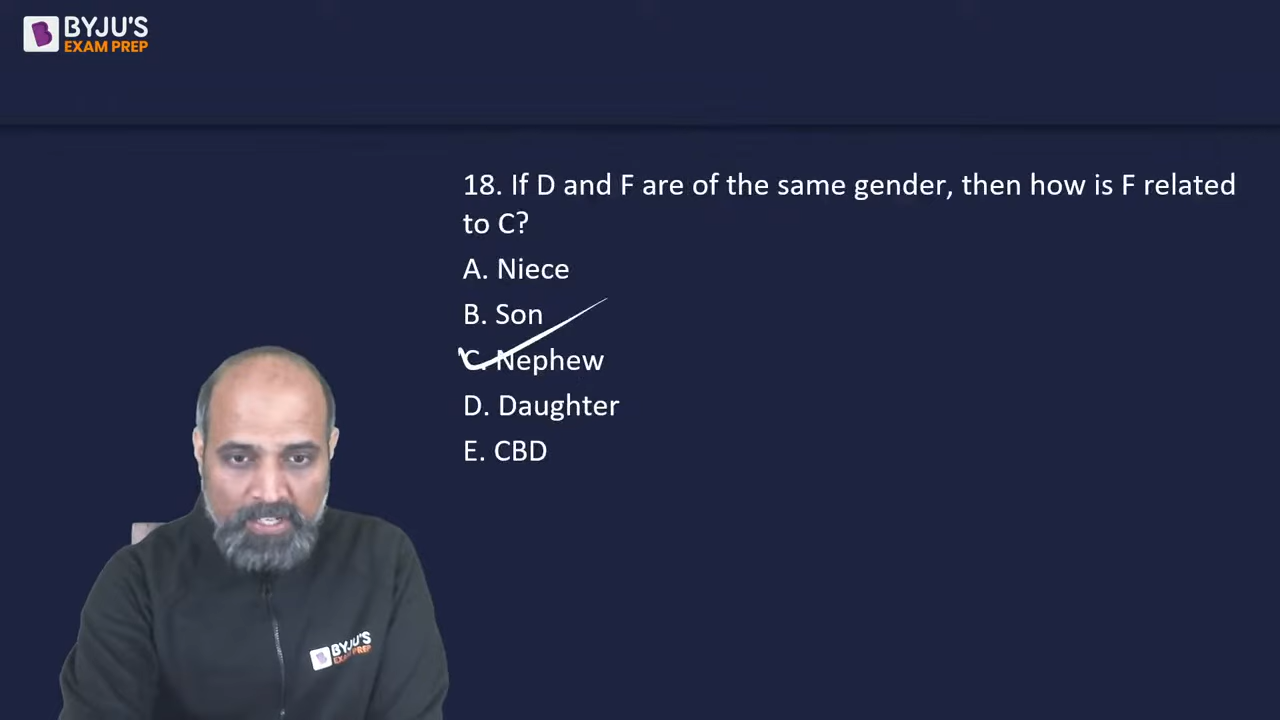 BYJU'S
EXAM PREP
18. If D and F are of the same gender, then how is F related
to C?
A. Niece
B. Son
C. Nephew
D. Daughter
E. CBD
BYJU'S
EXAM PREP